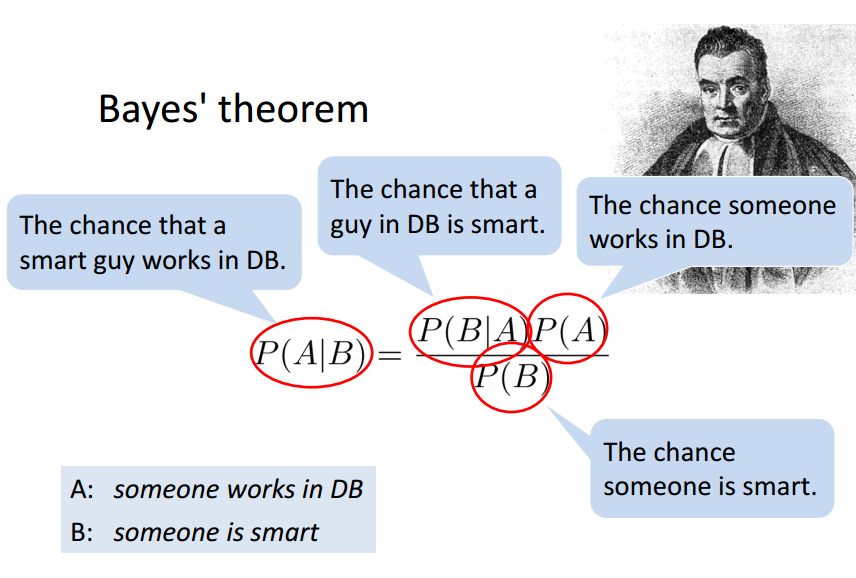 Bayes' theorem
The chance that a
smart guy works in DB.
The chance that a
guy in DB is smart.
The chance someone
works in DB.
P(A|B) = P(B|A)P(A)
P(B)
The chance
someone is smart.
A: someone works in DB
B: someone is smart